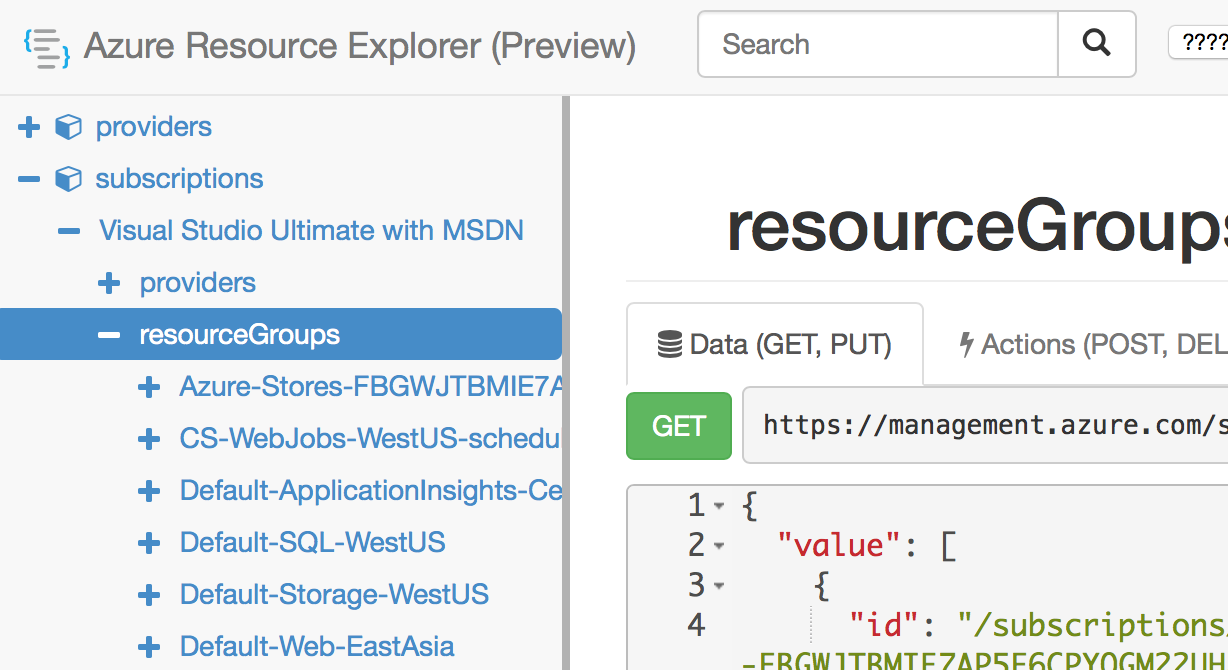 Azure Resource Explorer (Preview)
Search
????
providers
subscriptions
Visual Studio Ultimate with MSDN
providers
resourceGroups
Azure-Stores-FBGWJTBMIE7A
CS-WebJobs-WestUS-schedu
Default-ApplicationInsights-Ce
Default-SQL-WestUS
Default-Storage-WestUS
Default-Web-EastAsia
resourceGroups
Data (GET, PUT)
Actions (POST, DEL
GET
https://management.azure.com/s
1 {
2 "value": [
3 {
4 "id": "/subscriptions/